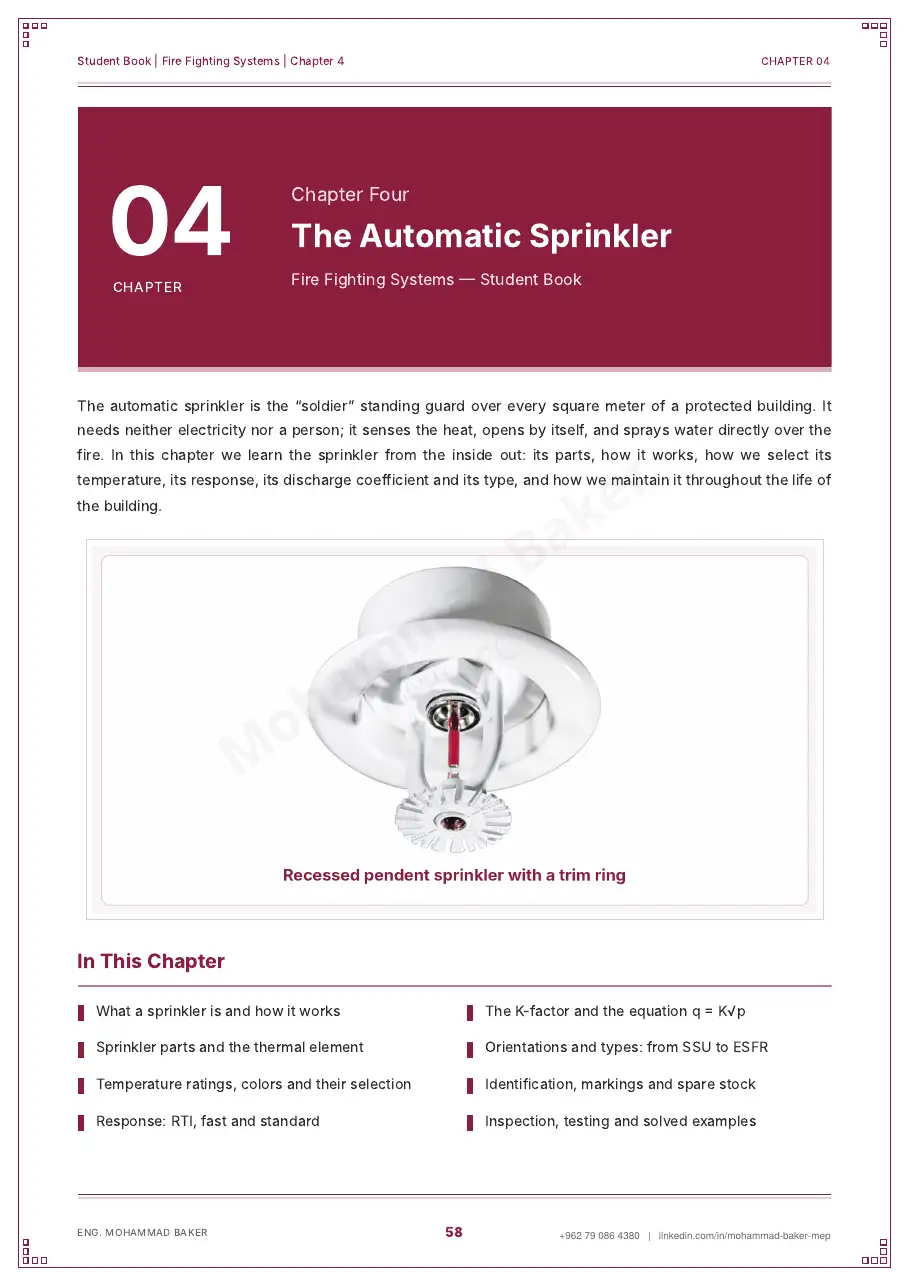 Student Book | Fire Fighting Systems | Chapter 4
CHAPTER 04
04
CHAPTER
Chapter Four
The Automatic Sprinkler
Fire Fighting Systems — Student Book
The automatic sprinkler is the “soldier” standing guard over every square meter of a protected building. It
needs neither electricity nor a person; it senses the heat, opens by itself, and sprays water directly over the
fire. In this chapter we learn the sprinkler from the inside out: its parts, how it works, how we select its
temperature, its response, its discharge coefficient and its type, and how we maintain it throughout the life of
the building.
Mohammad Baker
Recessed pendent sprinkler with a trim ring
In This Chapter
What a sprinkler is and how it works
Sprinkler parts and the thermal element
Temperature ratings, colors and their selection
Response: RTI, fast and standard
The K-factor and the equation q = K√p
Orientations and types: from SSU to ESFR
Identification, markings and spare stock
Inspection, testing and solved examples
ENG. MOHAMMAD BAKER
58
+962 79 086 4380 | linkedin.com/in/mohammad-baker-mep